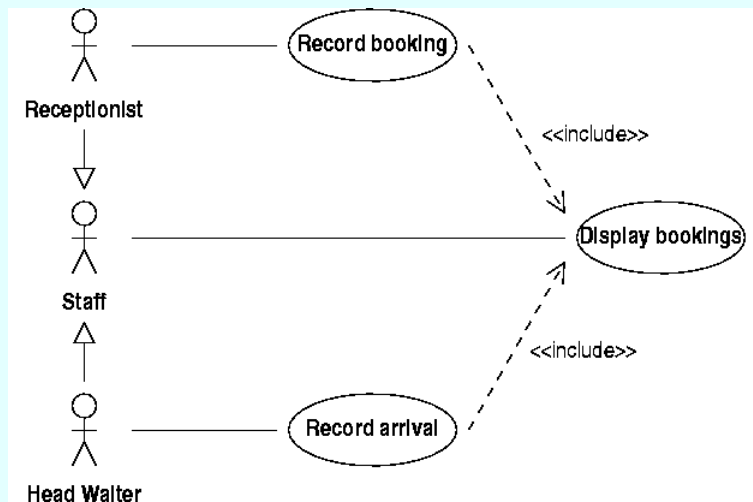 Record booking
Receptionist
<<include>>
Display bookings
Staff
<<include>>
Record arrival
Head Waiter